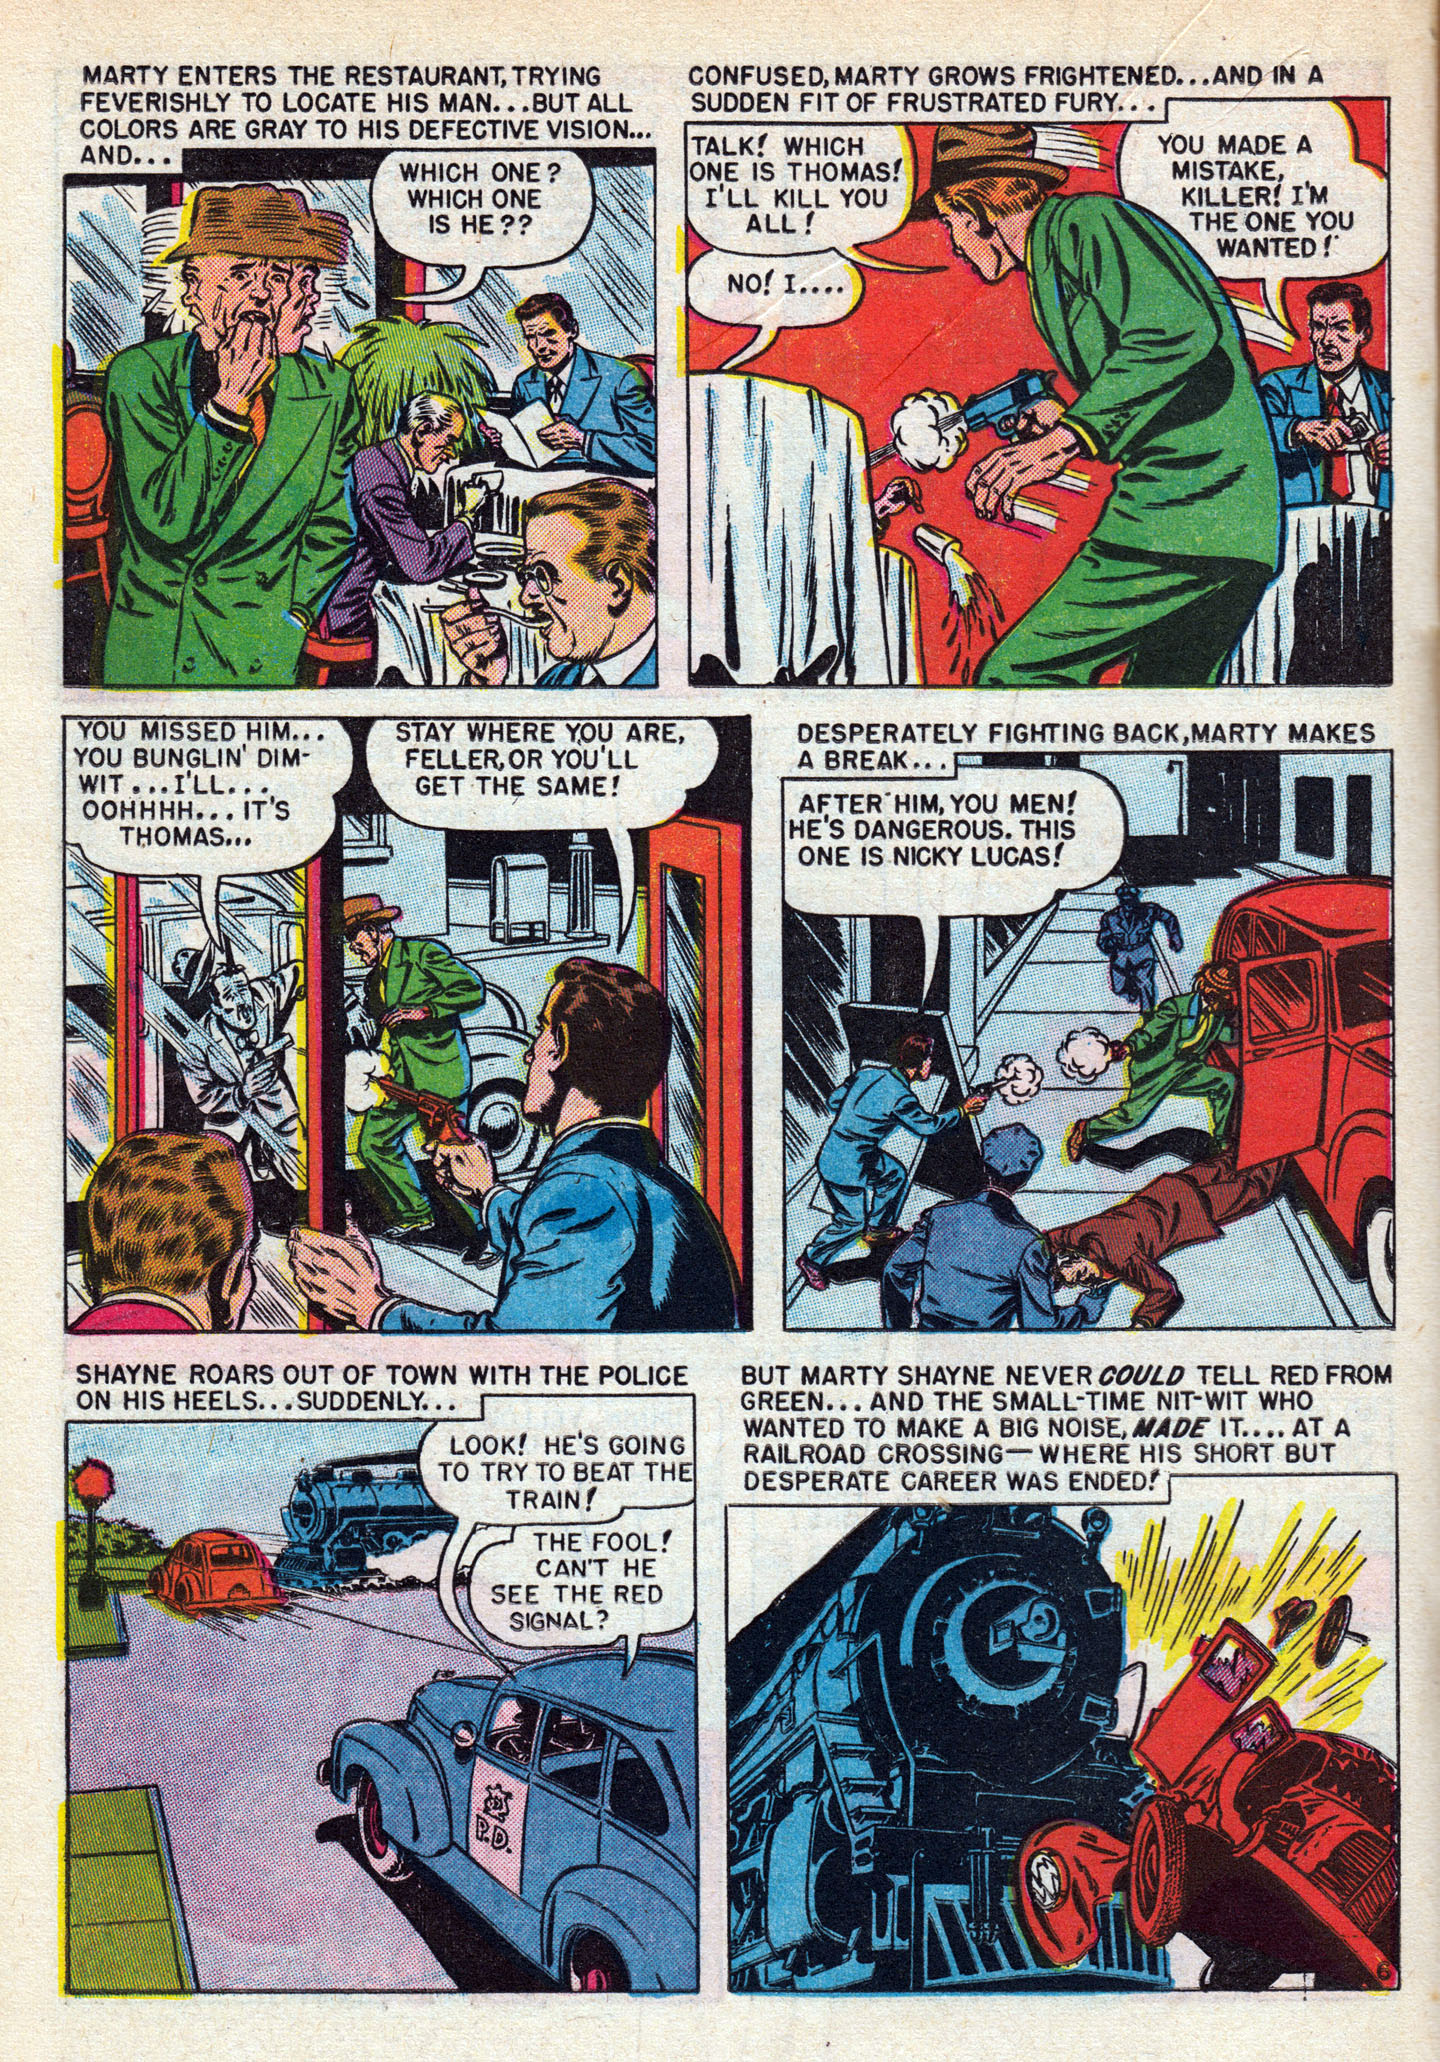 MARTY ENTERS THE RESTAURANT, TRYING
FEVERISHLY TO LOCATE HIS MAN...BUT ALL
COLORS ARE GRAY TO HIS DEFECTIVE VISION...
AND...
WHICH ONE?
WHICH ONE
IS HE??
CONFUSED, MARTY GROWS FRIGHTENED...AND IN A
SUDDEN FIT OF FRUSTRATED FURY...
TALK! WHICH
ONE IS THOMAS!
I'LL KILL YOU
ALL!
NO! I....
YOU MADE A
MISTAKE,
KILLER! I'M
THE ONE YOU
WANTED!
YOU MISSED HIM...
YOU BUNGLIN' DIM-
WIT...I'LL...
OOHHHH... IT'S
THOMAS...
STAY WHERE YOU ARE,
FELLER, OR YOU'LL
GET THE SAME!
DESPERATELY FIGHTING BACK, MARTY MAKES
A BREAK...
AFTER HIM, YOU MEN!
HE'S DANGEROUS. THIS
ONE IS NICKY LUCAS!
SHAYNE ROARS OUT OF TOWN WITH THE POLICE
ON HIS HEELS...SUDDENLY...
LOOK! HE'S GOING
TO TRY TO BEAT THE
TRAIN!
THE FOOL!
CAN'T HE
SEE THE RED
SIGNAL?
P.D.
BUT MARTY SHAYNE NEVER COULD TELL RED FROM
GREEN...AND THE SMALL-TIME NIT-WIT WHO
WANTED TO MAKE A BIG NOISE, MADE IT.... AT A
RAILROAD CROSSING—WHERE HIS SHORT BUT
DESPERATE CAREER WAS ENDED!
6